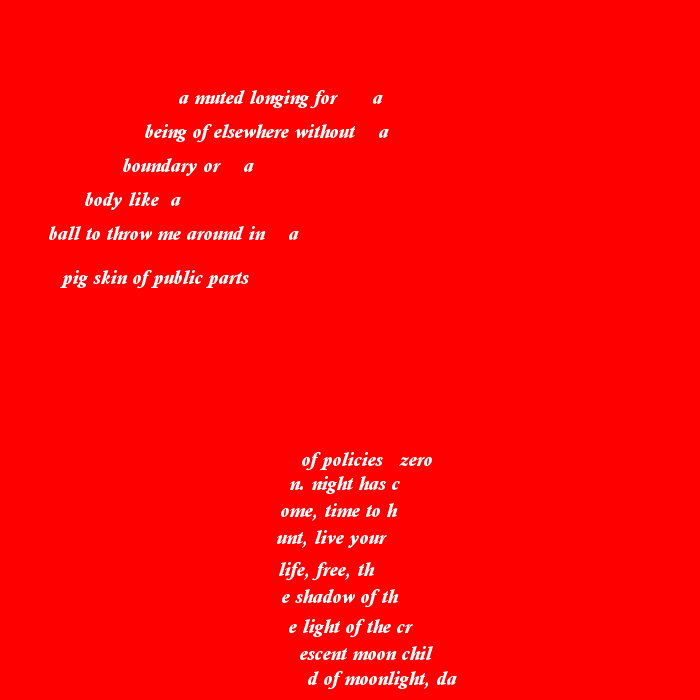 a muted longing for a
being of elsewhere without a
boundary or a
body like a
ball to throw me around in a
pig skin of public parts
of policies zero
n. night has c
ome, time to h
unt, live your
life, free, th
e shadow of th
e light of the cr
escent moon chil
d of moonlight, da